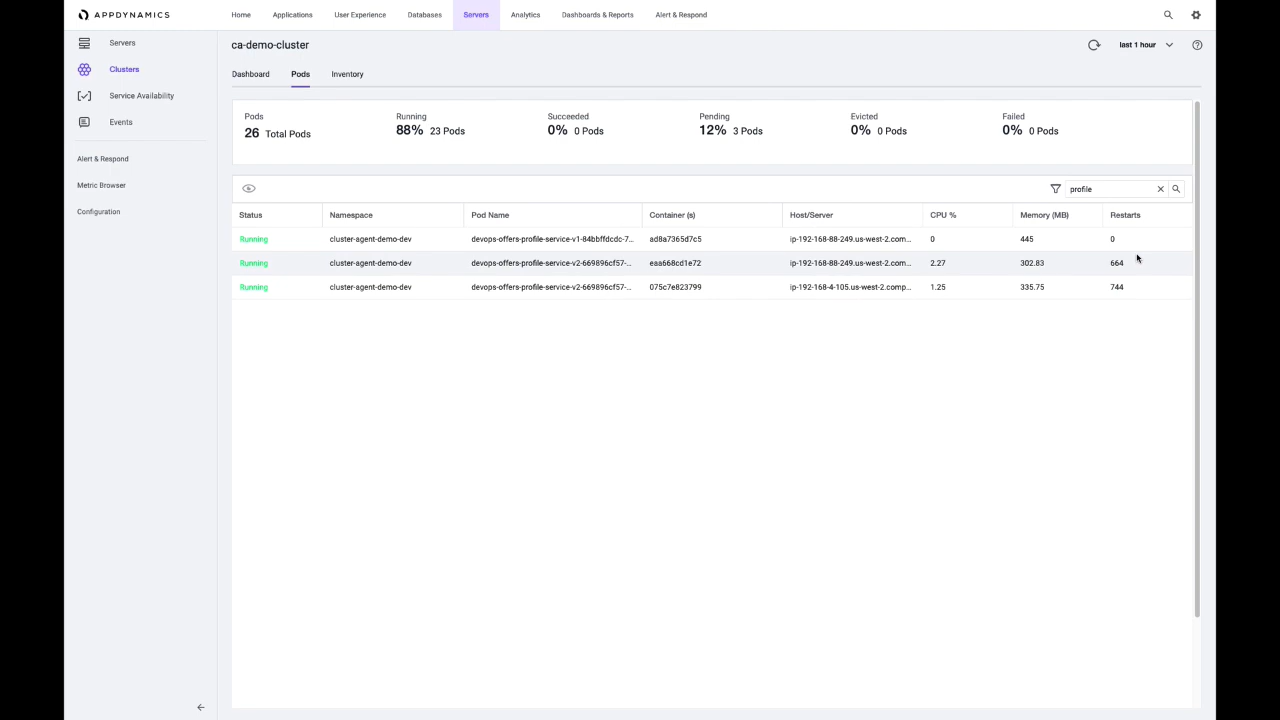 APPDYNAMICS
Home Applications User Experience Databases Servers Analytics Dashboards & Reports Alert & Respond
Servers
Clusters
Service Availability
Events
Alert & Respond
Metric Browser
Configuration
ca-demo-cluster
last 1 hour
Dashboard Pods Inventory
Pods Running Succeeded Pending Evicted Failed
26 Total Pods 88% 23 Pods 0% 0 Pods 12% 3 Pods 0% 0 Pods 0% 0 Pods
profile
Status Namespace Pod Name Container (s) Host/Server CPU % Memory (MB) Restarts
Running cluster-agent-demo-dev devops-offers-profile-service-v1-84bbffdcdc-7... ad8a7365d7c5 ip-192-168-88-249.us-west-2.com... 0 445 0
Running cluster-agent-demo-dev devops-offers-profile-service-v2-669896cf57-... eaa668cd1e72 ip-192-168-88-249.us-west-2.com... 2.27 302.83 664
Running cluster-agent-demo-dev devops-offers-profile-service-v2-669896cf57-... 075c7e823799 ip-192-168-4-105.us-west-2.comp... 1.25 335.75 744